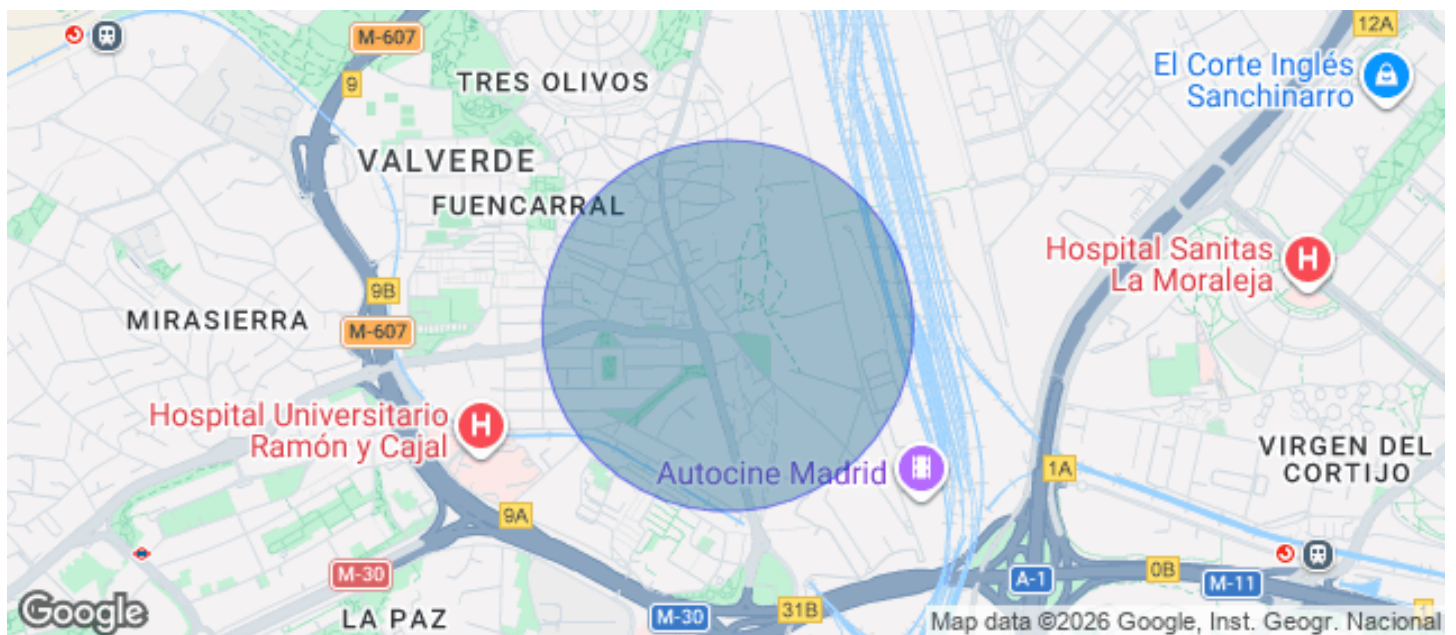 M-607
12A
9
TRES OLIVOS
El Corte Inglés
Sanchinarro
VALVERDE
FUENCARRAL
Hospital Sanitas
La Moraleja
9B
MIRASIERRA
M-607
Hospital Universitario
Ramón y Cajal
VIRGEN DEL
CORTIJO
Autocine Madrid
1A
9A
M-30
A-1
0B
M-11
Google
LA PAZ
M-30
31B
1
Map data ©2026 Google, Inst. Geogr. Nacional